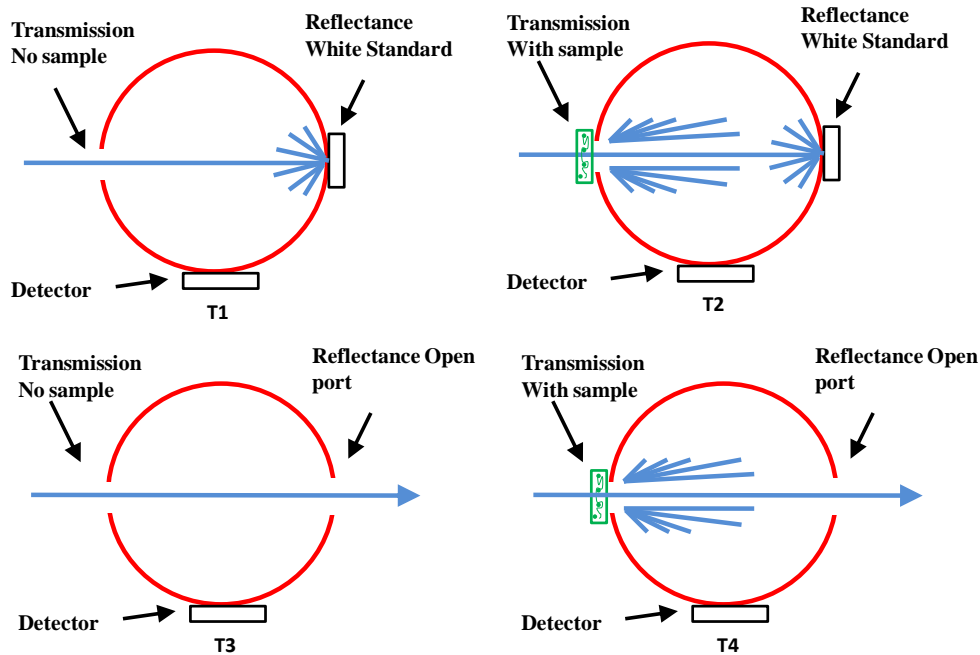 Transmission
No sample
Reflectance
White Standard
Detector
T1
Transmission
With sample
Reflectance
White Standard
Detector
T2
Transmission
No sample
Reflectance Open
port
Detector
T3
Transmission
With sample
Reflectance Open
port
Detector
T4